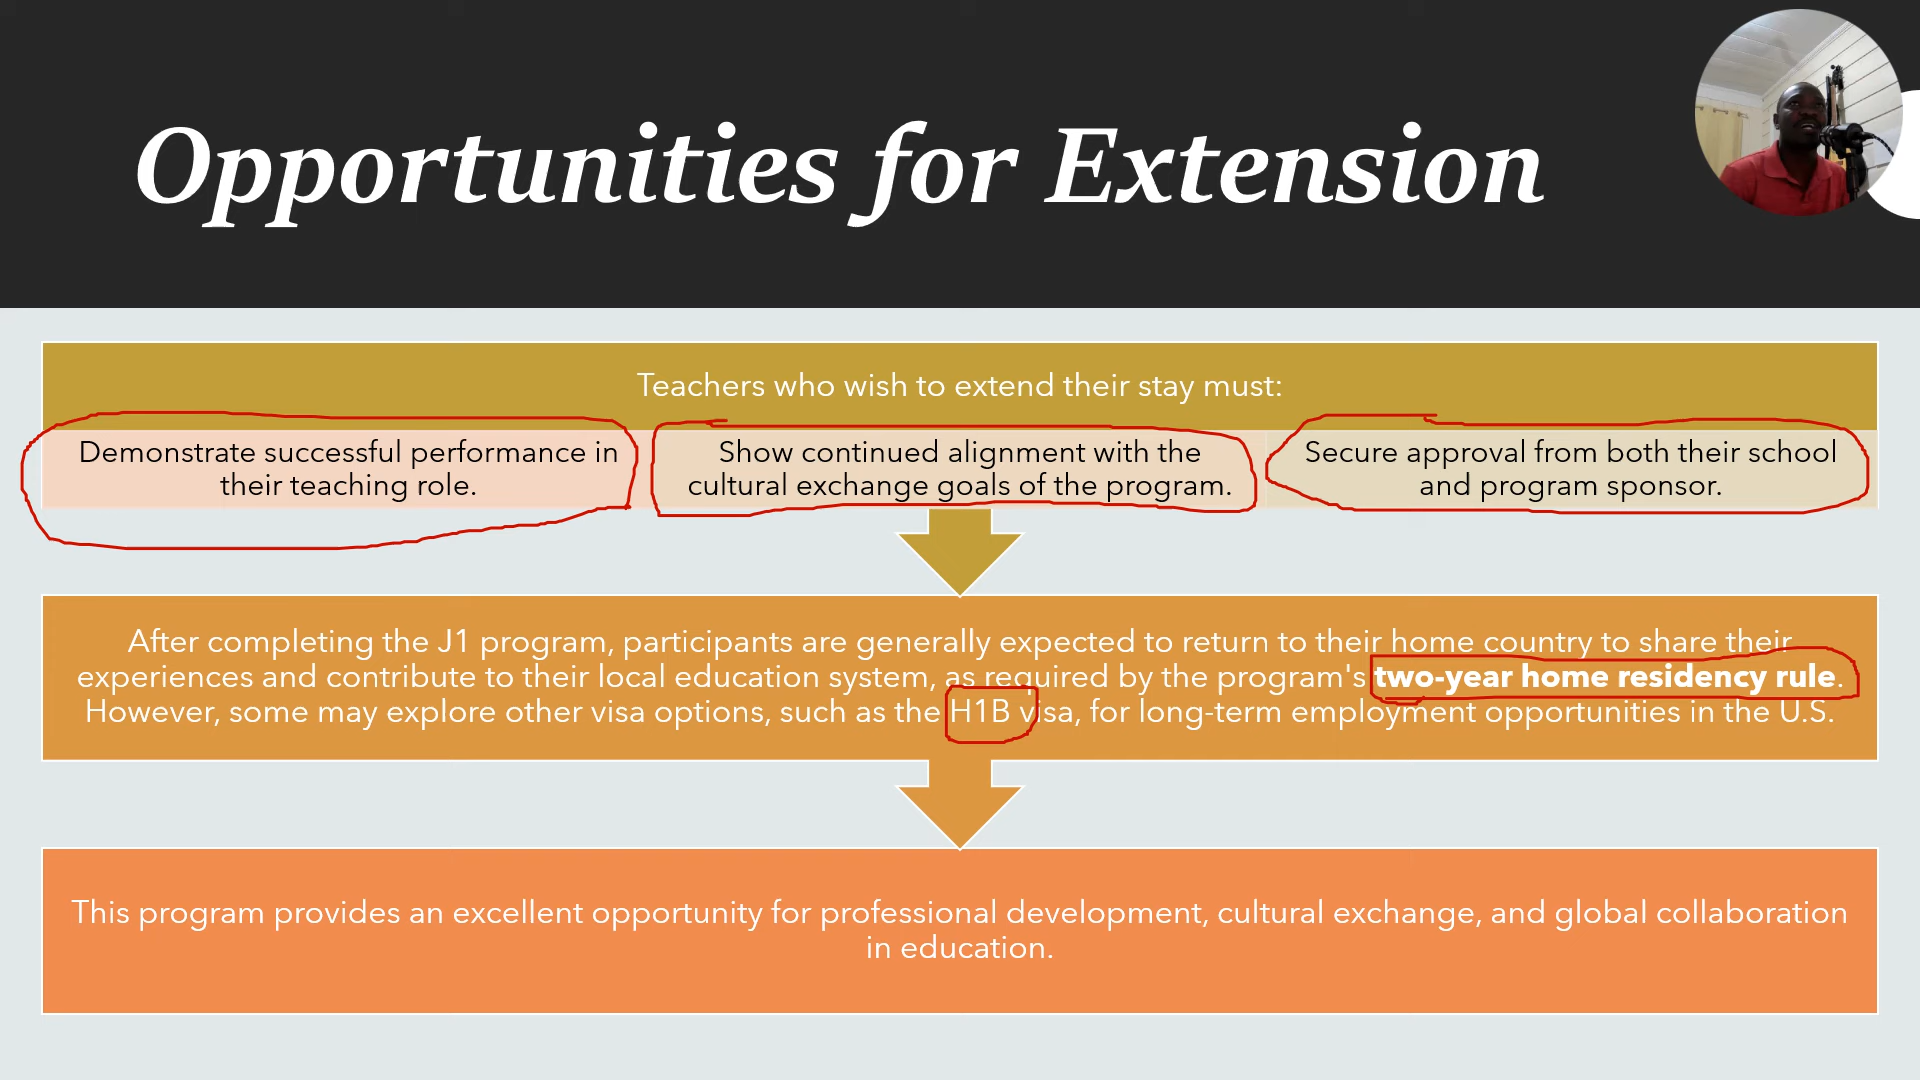 Opportunities for Extension
Teachers who wish to extend their stay must:
Demonstrate successful performance in
their teaching role.
Show continued alignment with the
cultural exchange goals of the program.
Secure approval from both their school
and program sponsor.
After completing the J1 program, participants are generally expected to return to their home country to share their
experiences and contribute to their local education system, as required by the program's two-year home residency rule.
However, some may explore other visa options, such as the H1B visa, for long-term employment opportunities in the U.S.
This program provides an excellent opportunity for professional development, cultural exchange, and global collaboration
in education.